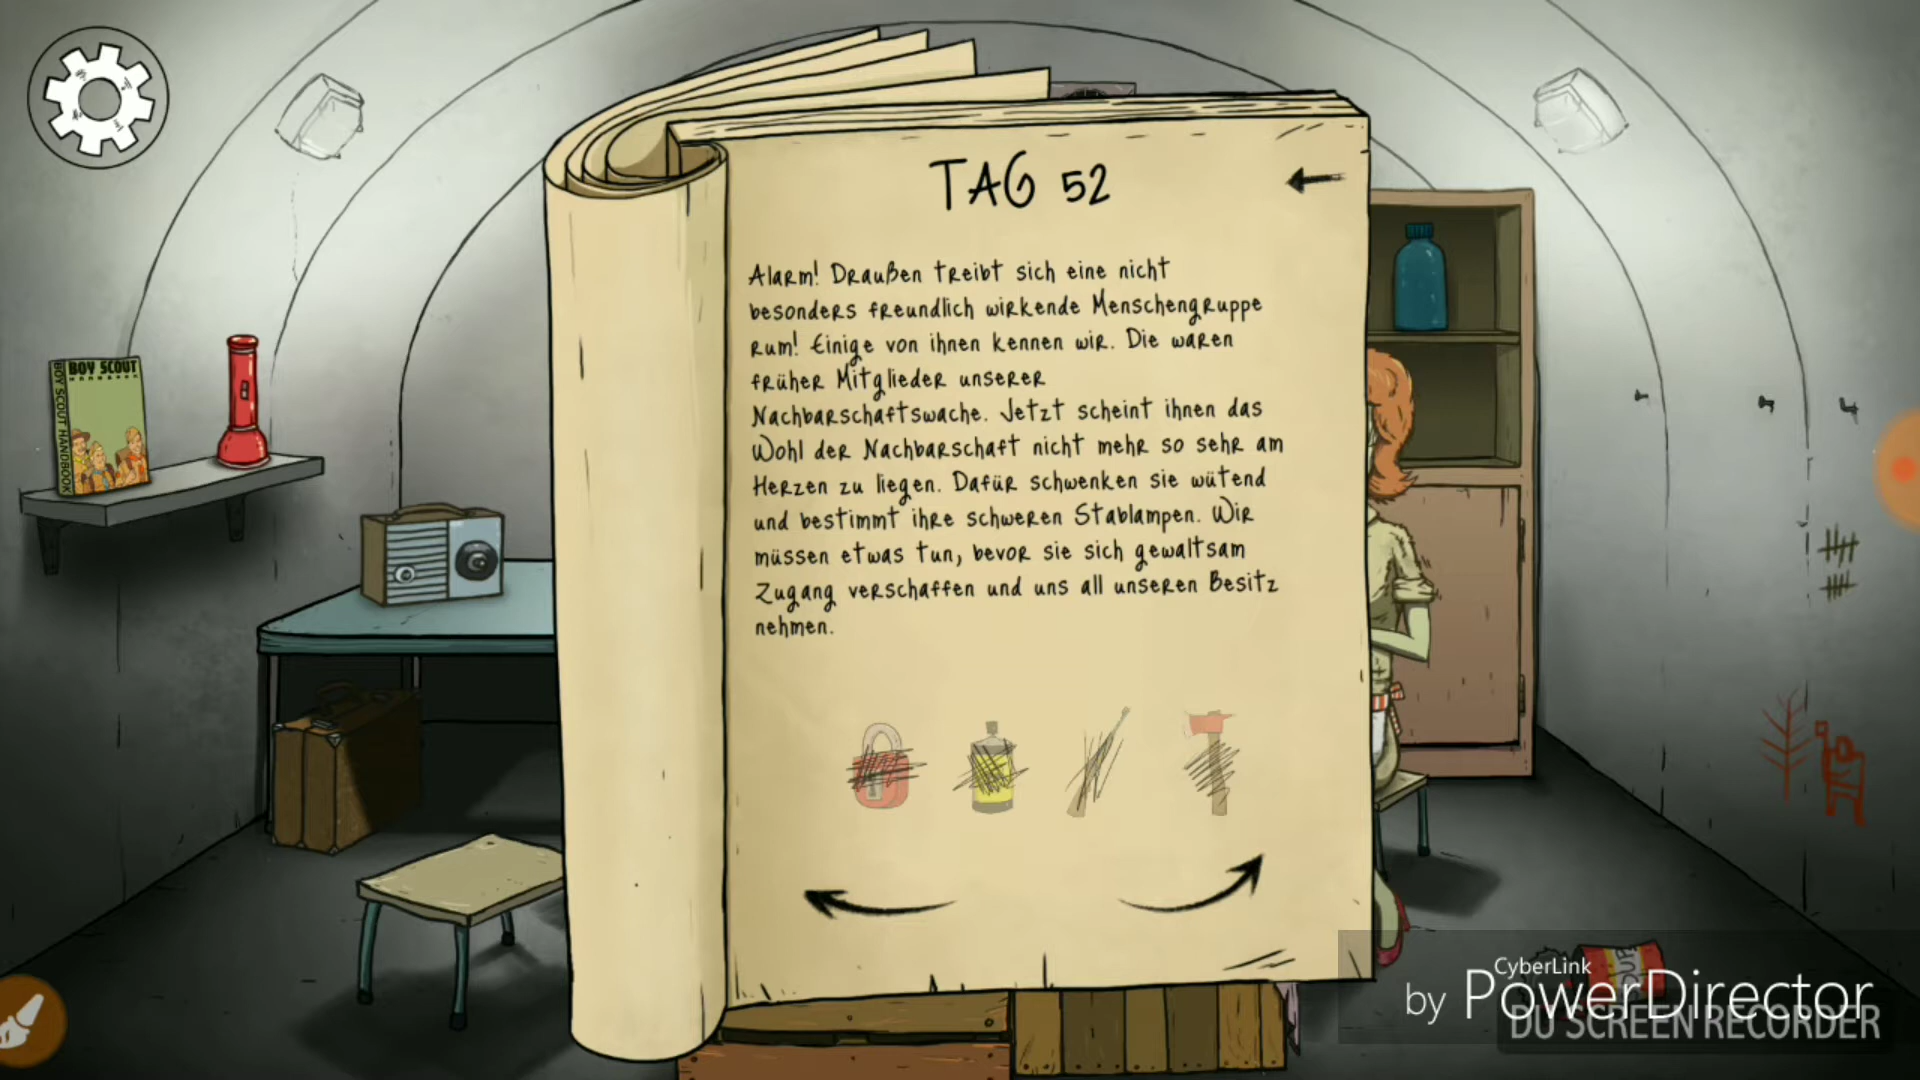 TAG 52
Alarm! Draußen treibt sich eine nicht
besonders freundlich wirkende Menschengruppe
rum! Einige von ihnen kennen wir. Die waren
früher Mitglieder unserer
Nachbarschaftswache. Jetzt scheint ihnen das
Wohl der Nachbarschaft nicht mehr so sehr am
Herzen zu liegen. Dafür schwenken sie wütend
und bestimmt ihre schweren Stablampen. Wir
müssen etwas tun, bevor sie sich gewaltsam
Zugang verschaffen und uns all unseren Besitz
nehmen.
BOY SCOUT
HANDBOOK
BOY SCOUT HANDBOOK
SOUP
CyberLink
by PowerDirector
DU SCREEN RECORDER